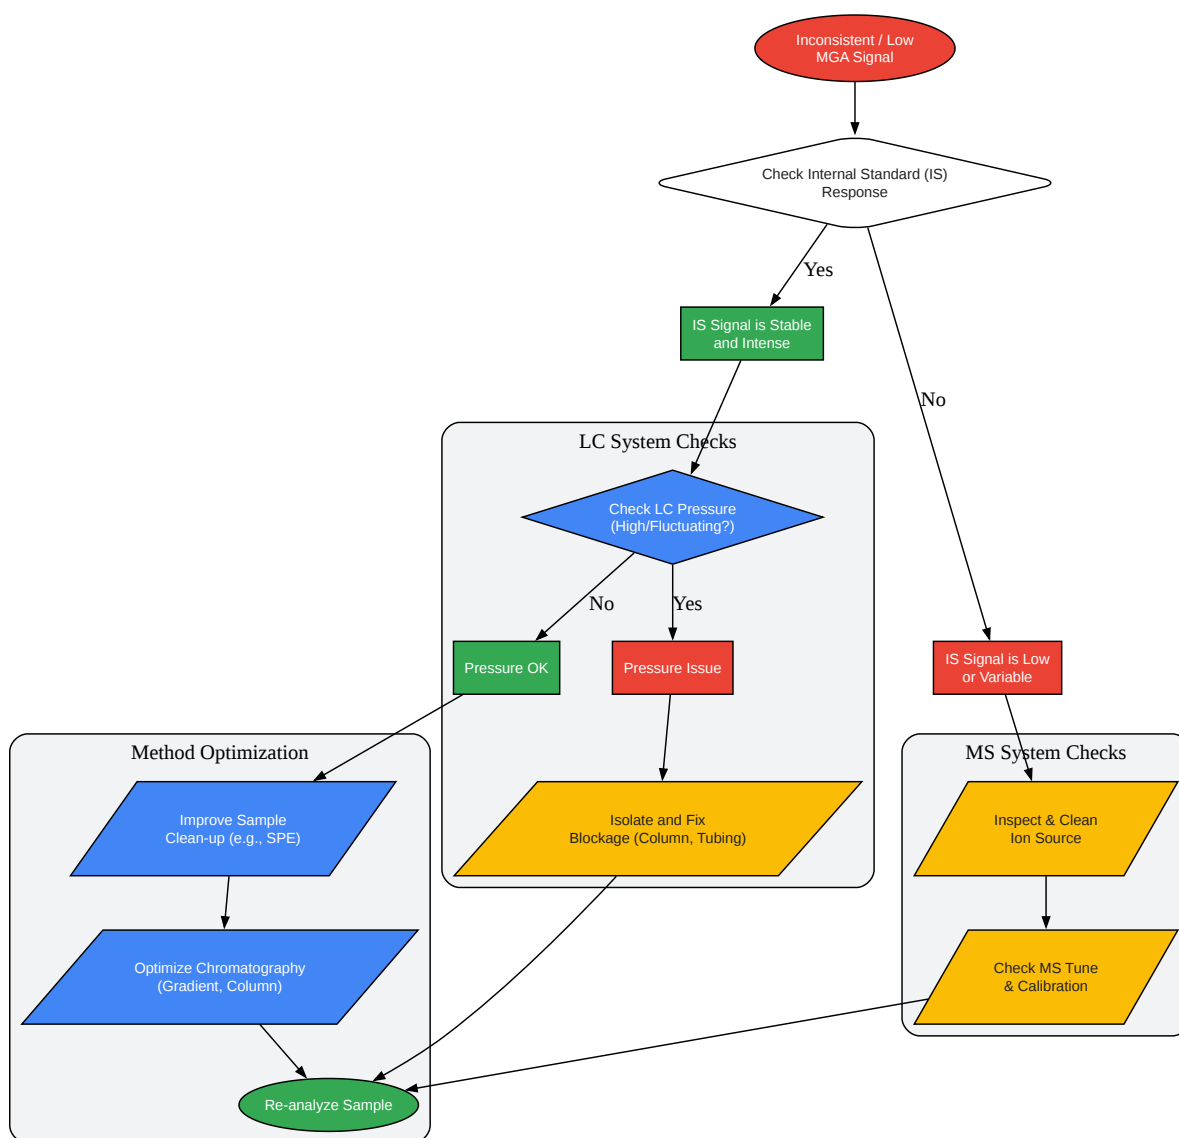 Inconsistent / Low
MGA Signal
Check Internal Standard (IS)
Response
Yes
IS Signal is Stable
and Intense
No
LC System Checks
Check LC Pressure
(High/Fluctuating?)
No
Yes
Pressure OK
Pressure Issue
IS Signal is Low
or Variable
Method Optimization
MS System Checks
Improve Sample
Clean-up (e.g., SPE)
Isolate and Fix
Blockage (Column, Tubing)
Inspect & Clean
Ion Source
Optimize Chromatography
(Gradient, Column)
Check MS Tune
& Calibration
Re-analyze Sample